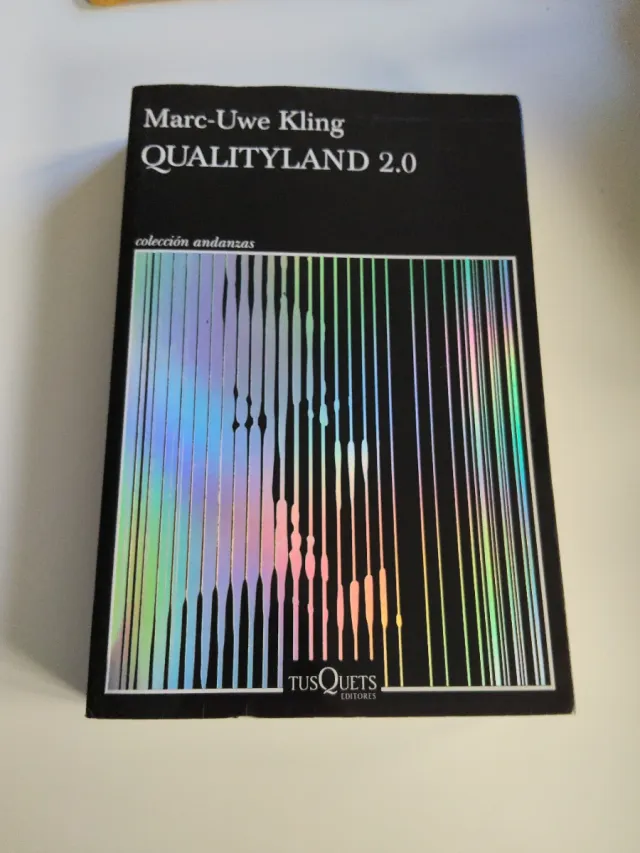 Marc-Uwe Kling
QUALITYLAND 2.0
colección andanzas
TUSQUETS
EDITORES